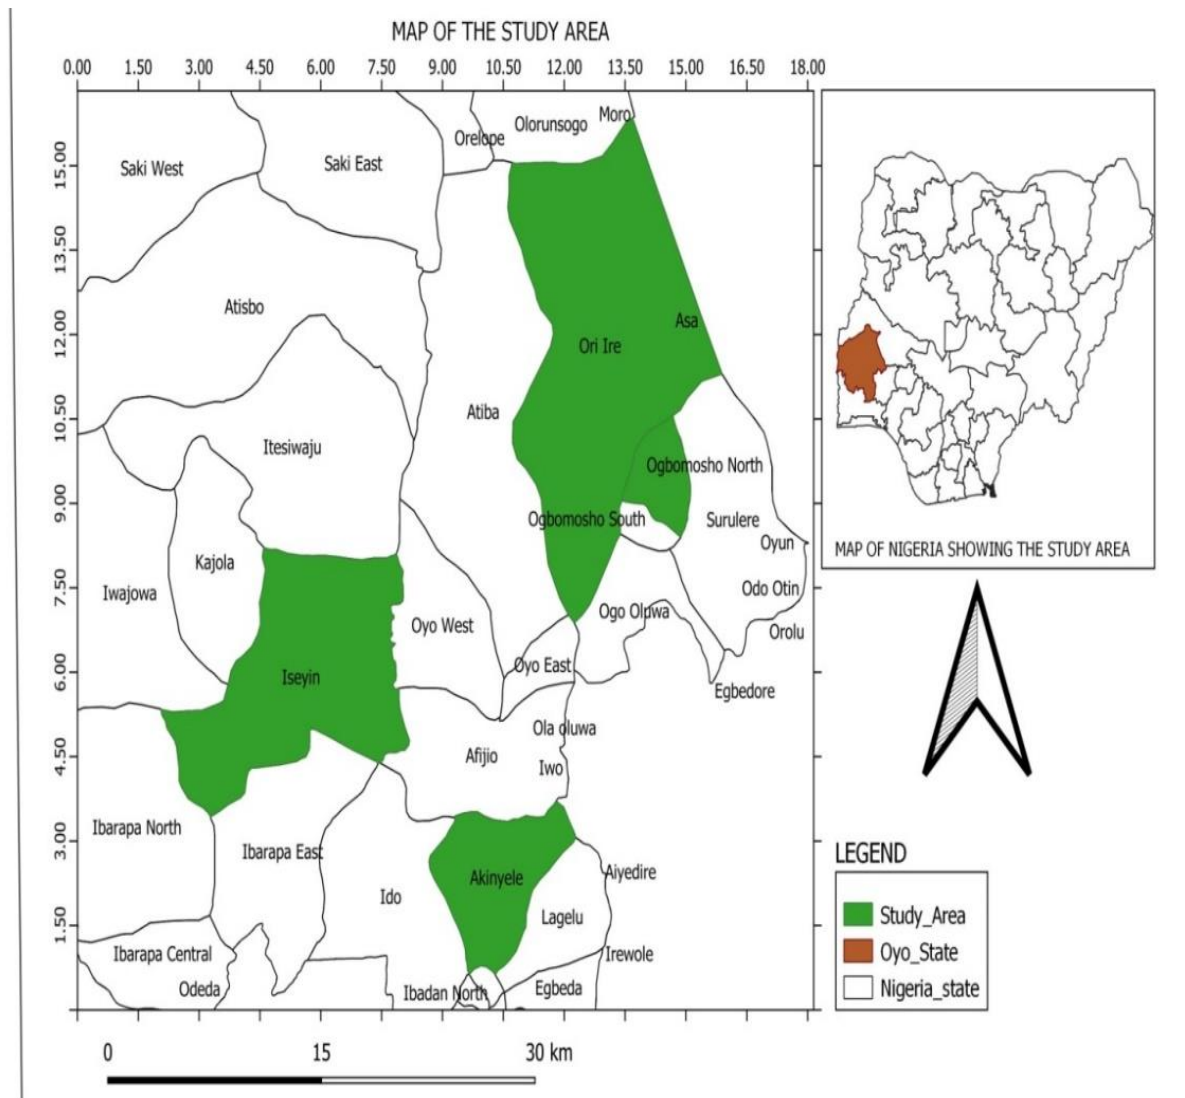 MAP OF THE STUDY AREA
0.00 1.50 3.00 4.50 6.00 7.50 9.00 10.50 12.00 13.50 15.00 16.50 18.00
15.00
13.50
12.00
10.50
9.00
7.50
6.00
4.50
3.00
1.50
Moro
Olorunsogo
Orelope
Saki West
Saki East
Atisbo
Asa
Ori Ire
Atiba
Itesiwaju
Ogbomosho North
Ogbomosho South
Surulere
Oyun
Kajola
Iwajowa
Odo Otin
Ogo Oluwa
Oyo West
Orolu
Oyo East
Iseyin
Egbedore
Ola oluwa
Afijio
Iwo
Ibarapa North
Ibarapa East
Aiyedire
Akinyele
Ido
Lagelu
Ibarapa Central
Irewole
Odeda
Ibadan North
Egbeda
0 15 30 km
MAP OF NIGERIA SHOWING THE STUDY AREA
LEGEND
Study_Area
Oyo_State
Nigeria_state